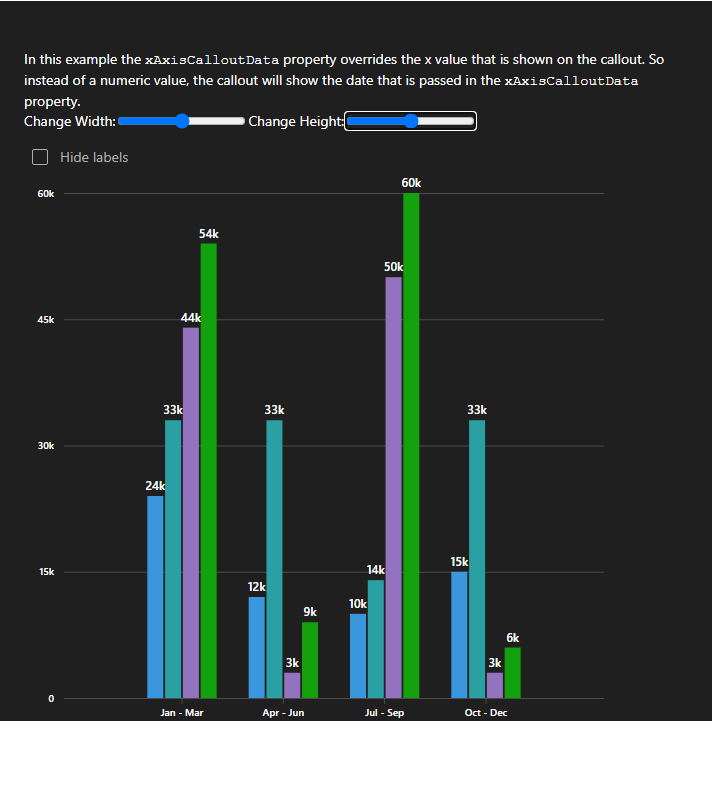 In this example the xAxisCalloutData property overrides the x value that is shown on the callout. So
instead of a numeric value, the callout will show the date that is passed in the xAxisCalloutData
property.
Change Width: Change Height:
Hide labels
60k
45k
30k
15k
0
24k 33k 44k 54k
12k 33k 3k 9k
10k 14k 50k 60k
15k 33k 3k 6k
Jan - Mar Apr - Jun Jul - Sep Oct - Dec